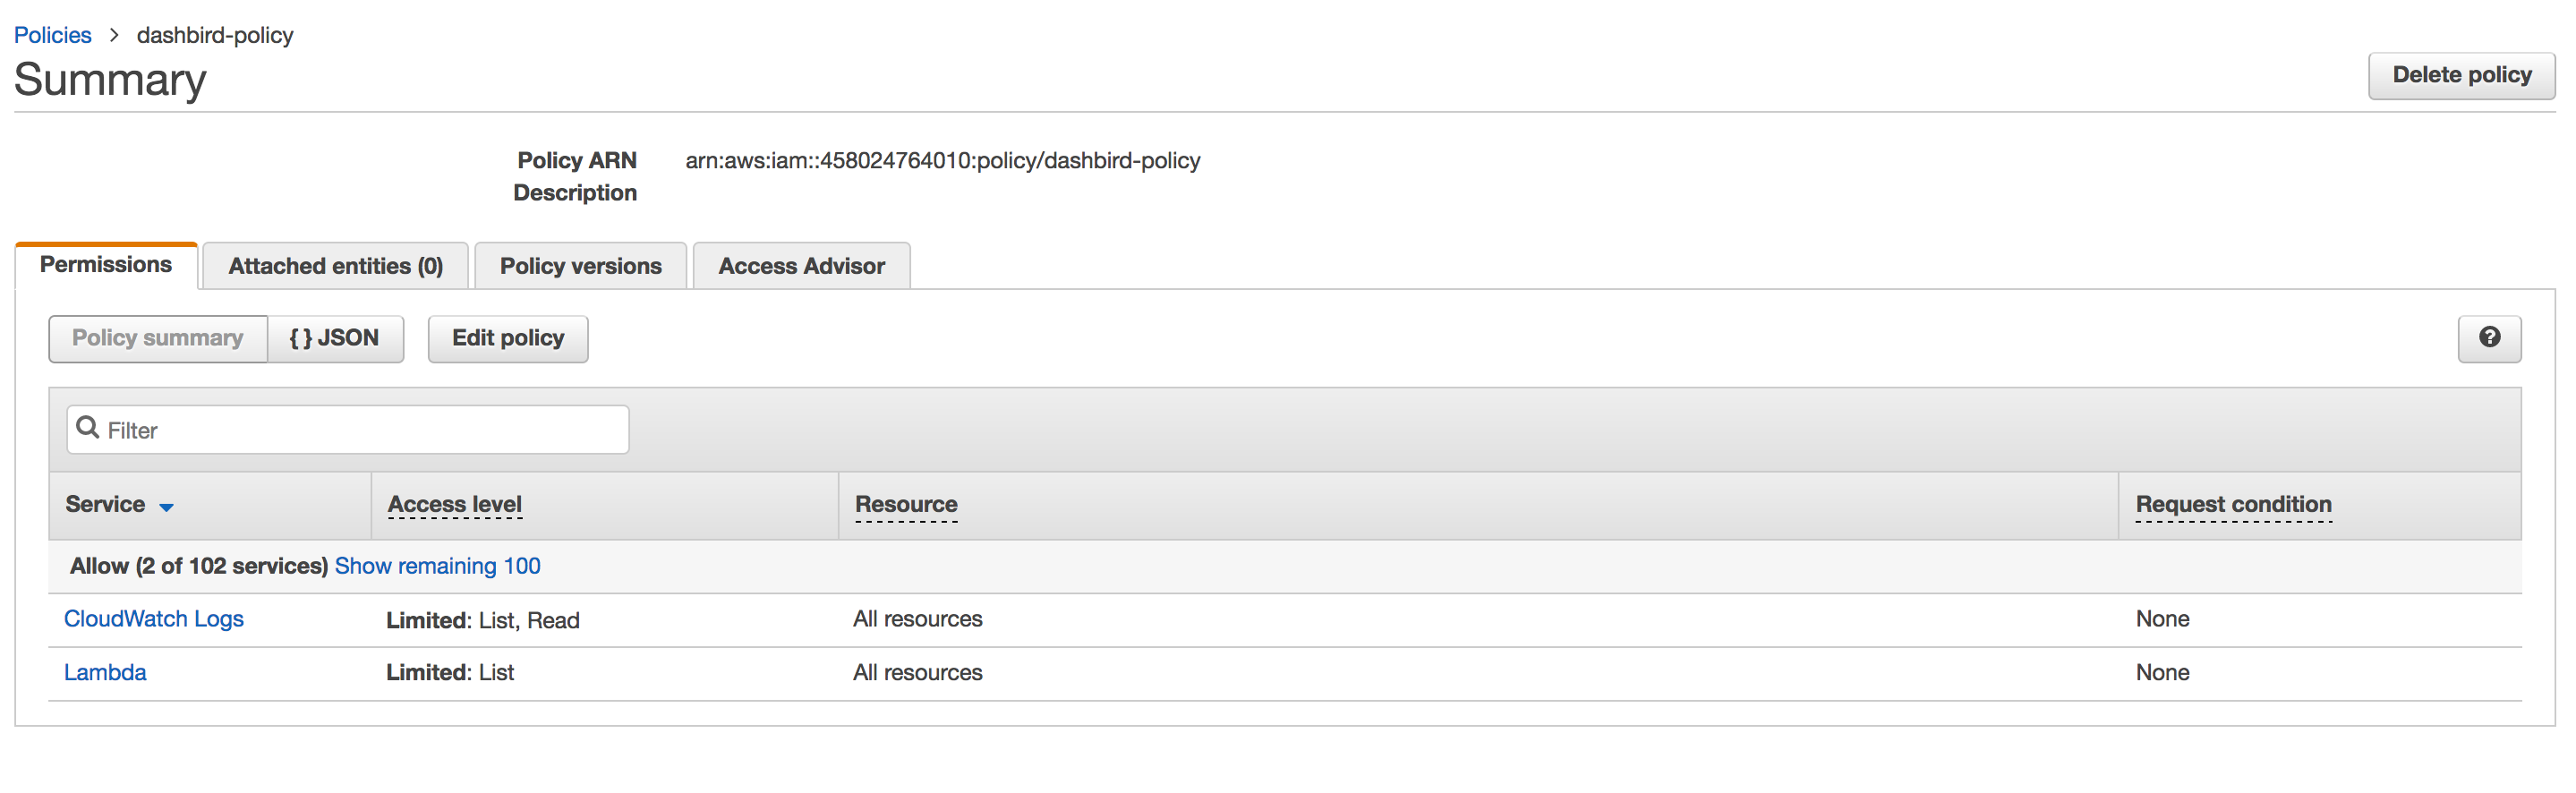 Policies > dashbird-policy
Summary
Delete policy
Policy ARN arn:aws:iam::458024764010:policy/dashbird-policy
Description
Permissions Attached entities (0) Policy versions Access Advisor
Policy summary { } JSON Edit policy ?
Filter
Service Access level Resource Request condition
Allow (2 of 102 services) Show remaining 100
CloudWatch Logs Limited: List, Read All resources None
Lambda Limited: List All resources None